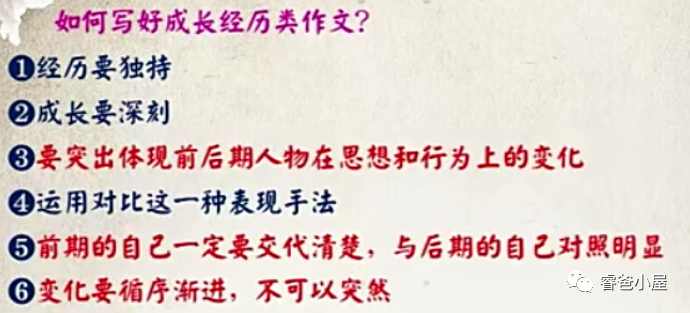 如何写好成长经历类作文？
❶经历要独持
❷成长要深刻
❸要突出体现前后期人物在思想和行为上的变化
❹运用对比这一种表现手法
❺前期的自己一定要交代清楚，与后期的自己对照明显
❻变化要循序渐进，不可以突然
睿爸小屋